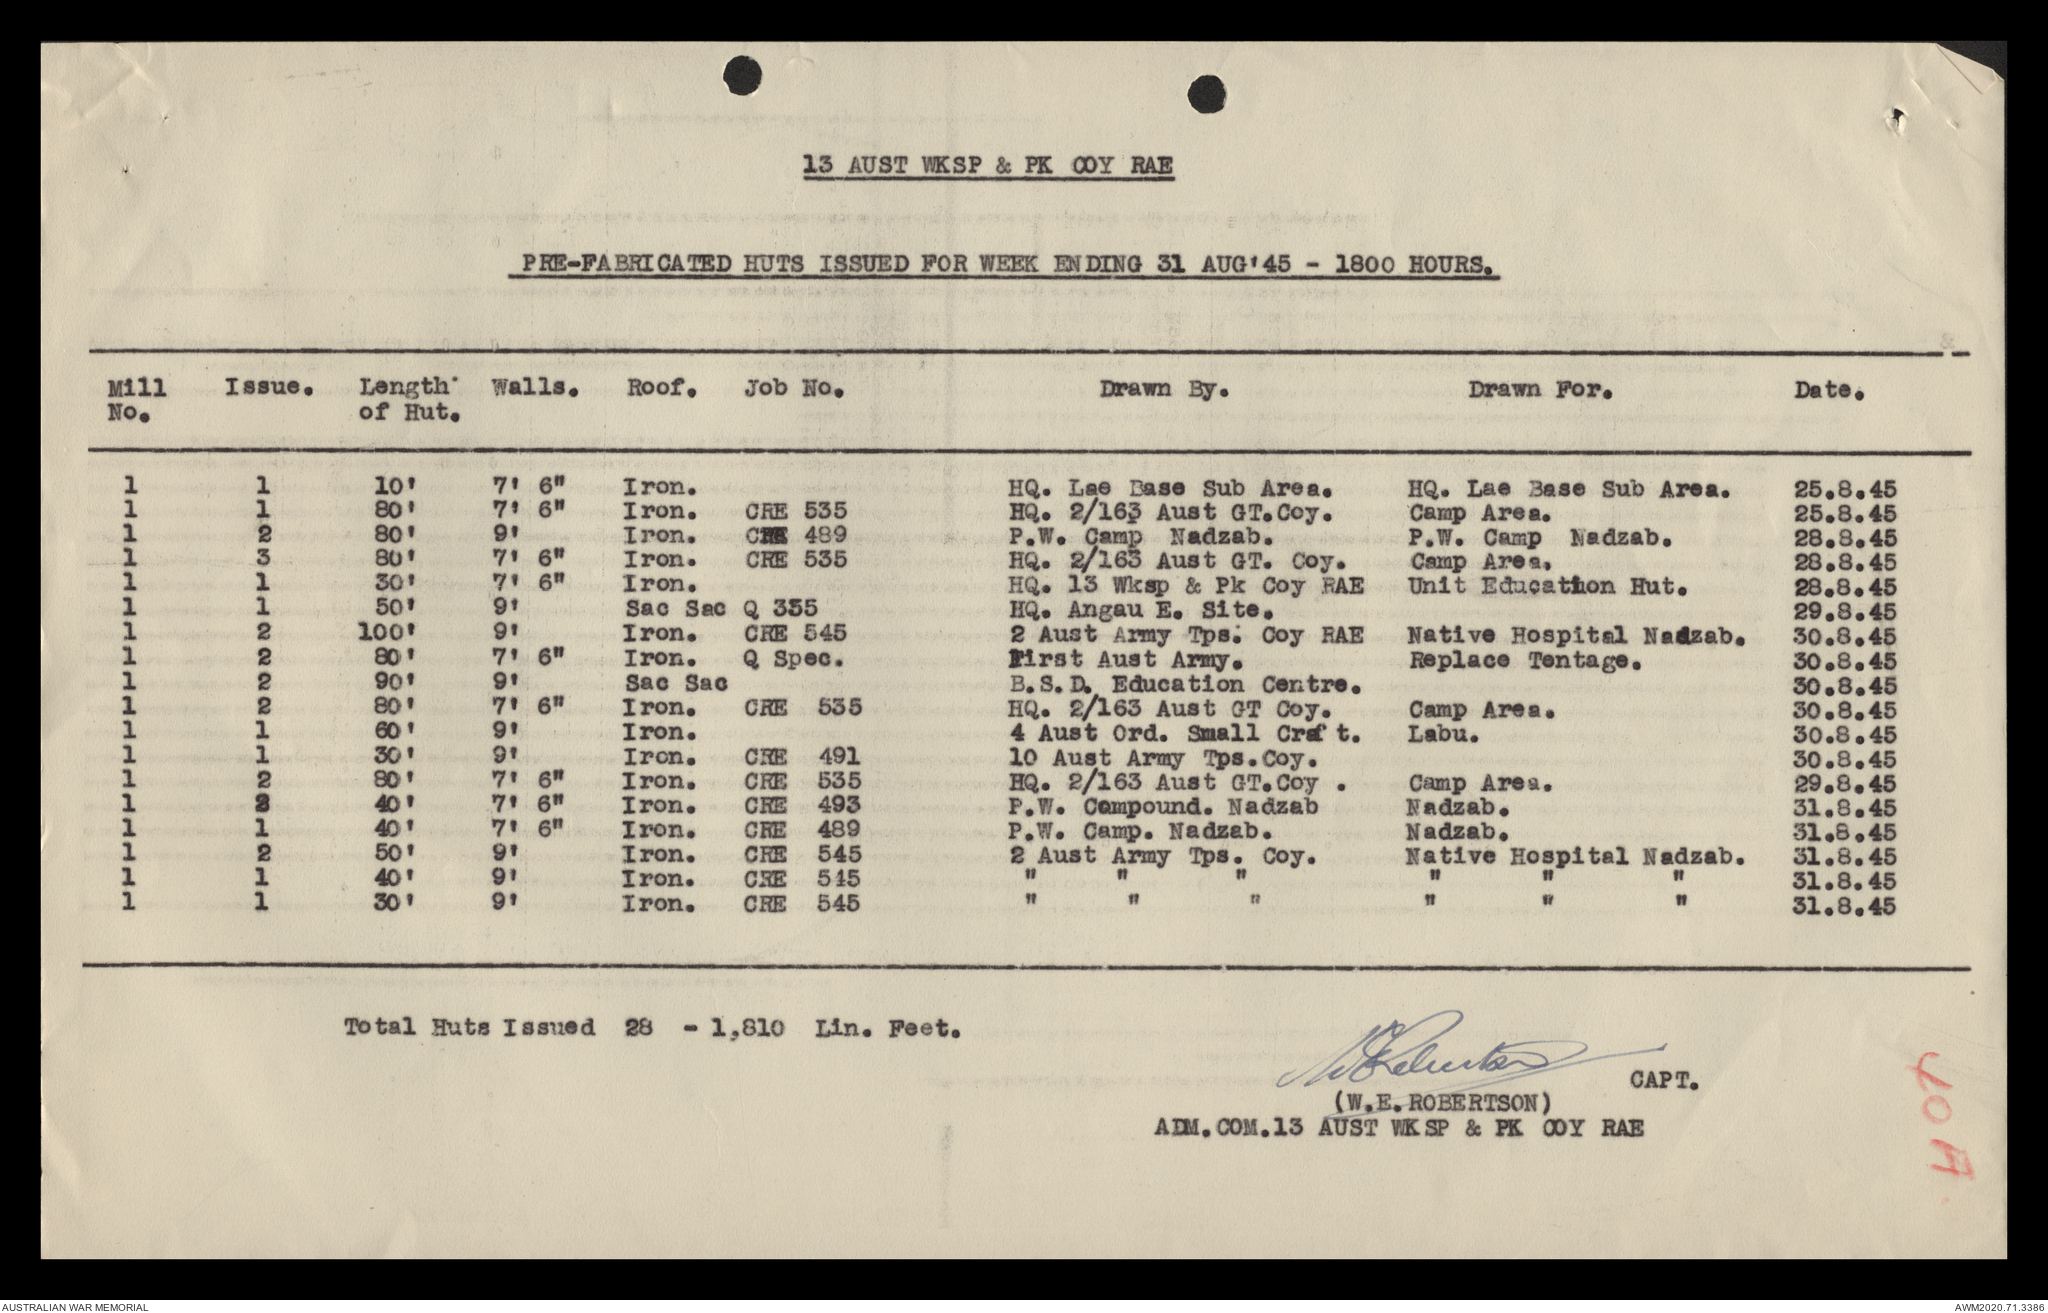 13 AUST WKSP & PK COY RAE
PRE-FABRICATED HUTS ISSUED FOR WEEK ENDING 31 AUG'45 - 1800 HOURS.
Mill No. Issue. Length of Hut. Walls. Roof. Job No. Drawn By. Drawn For. Date.
1 1 10' 7' 6" Iron. HQ. Lae Base Sub Area. HQ. Lae Base Sub Area. 25.8.45
1 1 80' 7' 6" Iron. CRE 535 HQ. 2/163 Aust GT.Coy. Camp Area. 25.8.45
1 2 80' 9' Iron. CRE 489 P.W. Camp Nadzab. P.W. Camp Nadzab. 28.8.45
1 3 80' 7' 6" Iron. CRE 535 HQ. 2/163 Aust GT. Coy. Camp Area. 28.8.45
1 1 30' 7' 6" Iron. HQ. 13 Wksp & Pk Coy RAE Unit Education Hut. 28.8.45
1 1 50' 9' Sac Sac Q 355 HQ. Angau E. Site. 29.8.45
1 2 100' 9' Iron. CRE 545 2 Aust Army Tps. Coy RAE Native Hospital Nadzab. 30.8.45
1 2 80' 7' 6" Iron. Q Spec. First Aust Army. Replace Tentage. 30.8.45
1 2 90' 9' Sac Sac B.S.D. Education Centre. 30.8.45
1 2 80' 7' 6" Iron. CRE 535 HQ. 2/163 Aust GT Coy. Camp Area. 30.8.45
1 1 60' 9' Iron. 4 Aust Ord. Small Craft. Labu. 30.8.45
1 1 30' 9' Iron. CRE 491 10 Aust Army Tps.Coy. 30.8.45
1 2 80' 7' 6" Iron. CRE 535 HQ. 2/163 Aust GT.Coy . Camp Area. 29.8.45
1 2 40' 7' 6" Iron. CRE 493 P.W. Compound. Nadzab Nadzab. 31.8.45
1 1 40' 7' 6" Iron. CRE 489 P.W. Camp. Nadzab. Nadzab. 31.8.45
1 2 50' 9' Iron. CRE 545 2 Aust Army Tps. Coy. Native Hospital Nadzab. 31.8.45
1 1 40' 9' Iron. CRE 545 " " " " " " 31.8.45
1 1 30' 9' Iron. CRE 545 " " " " " " 31.8.45
Total Huts Issued 28 - 1,810 Lin. Feet.
W E Robertson CAPT.
(W.E.ROBERTSON)
ADM.COM.13 AUST WKSP & PK COY RAE
AUSTRALIAN WAR MEMORIAL
AWM2020.71.3386